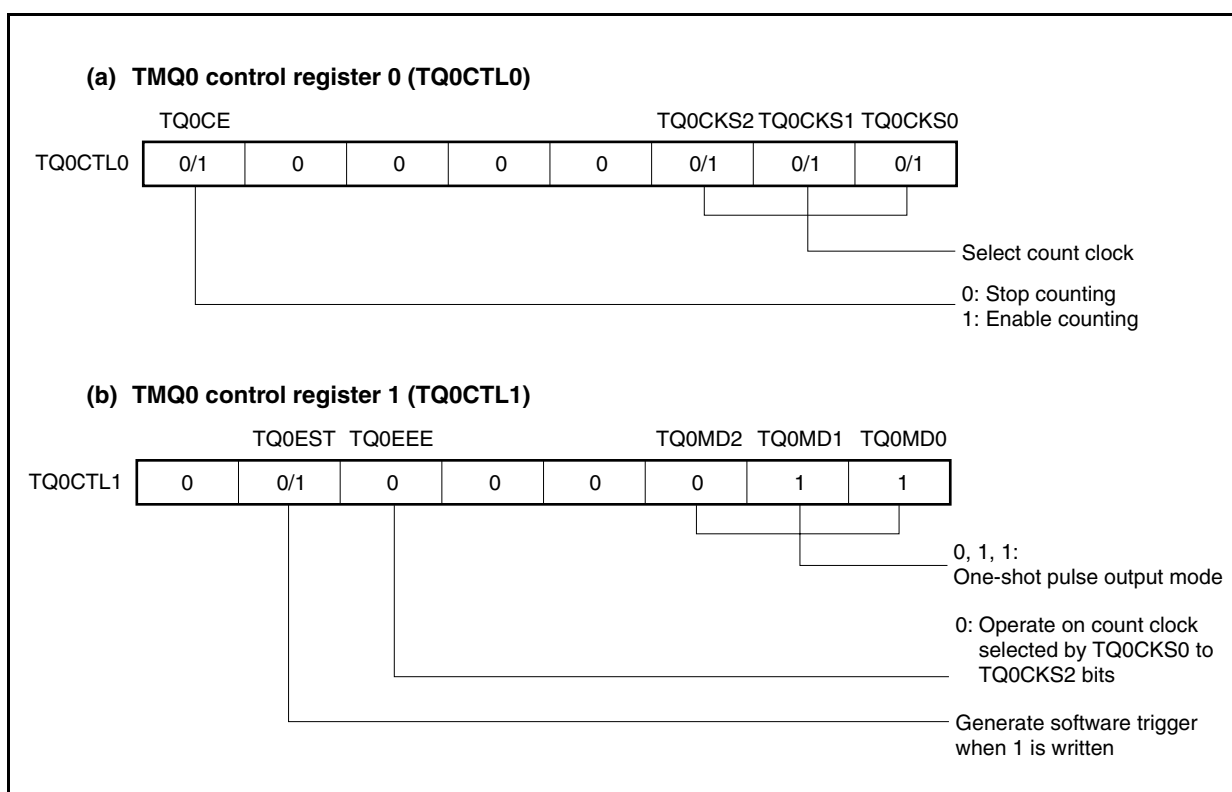 (a) TMQ0 control register 0 (TQ0CTL0)
TQ0CE TQ0CKS2 TQ0CKS1 TQ0CKS0
TQ0CTL0 0/1 0 0 0 0 0/1 0/1 0/1
Select count clock
0: Stop counting
1: Enable counting
(b) TMQ0 control register 1 (TQ0CTL1)
TQ0EST TQ0EEE TQ0MD2 TQ0MD1 TQ0MD0
TQ0CTL1 0 0/1 0 0 0 0 1 1
0, 1, 1:
One-shot pulse output mode
0: Operate on count clock
selected by TQ0CKS0 to
TQ0CKS2 bits
Generate software trigger
when 1 is written